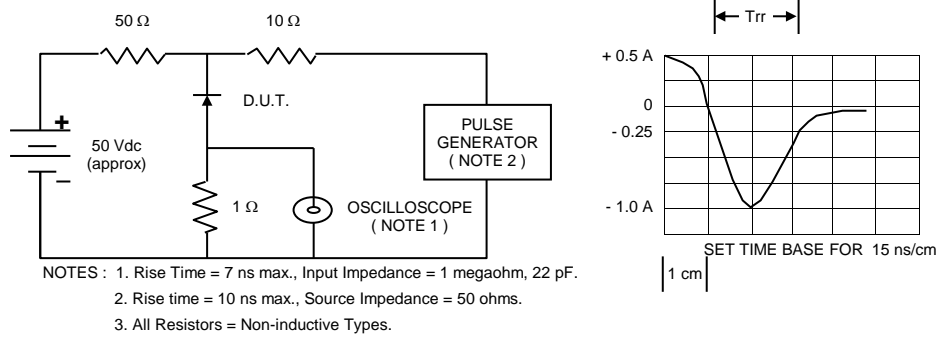 50 Ω
10 Ω
D.U.T.
+
50 Vdc
(approx)
−
1 Ω
PULSE
GENERATOR
( NOTE 2 )
OSCILLOSCOPE
( NOTE 1 )
NOTES : 1. Rise Time = 7 ns max., Input Impedance = 1 megaohm, 22 pF.
2. Rise time = 10 ns max., Source Impedance = 50 ohms.
3. All Resistors = Non-inductive Types.
Trr
+ 0.5 A
0
- 0.25
- 1.0 A
SET TIME BASE FOR 15 ns/cm
1 cm